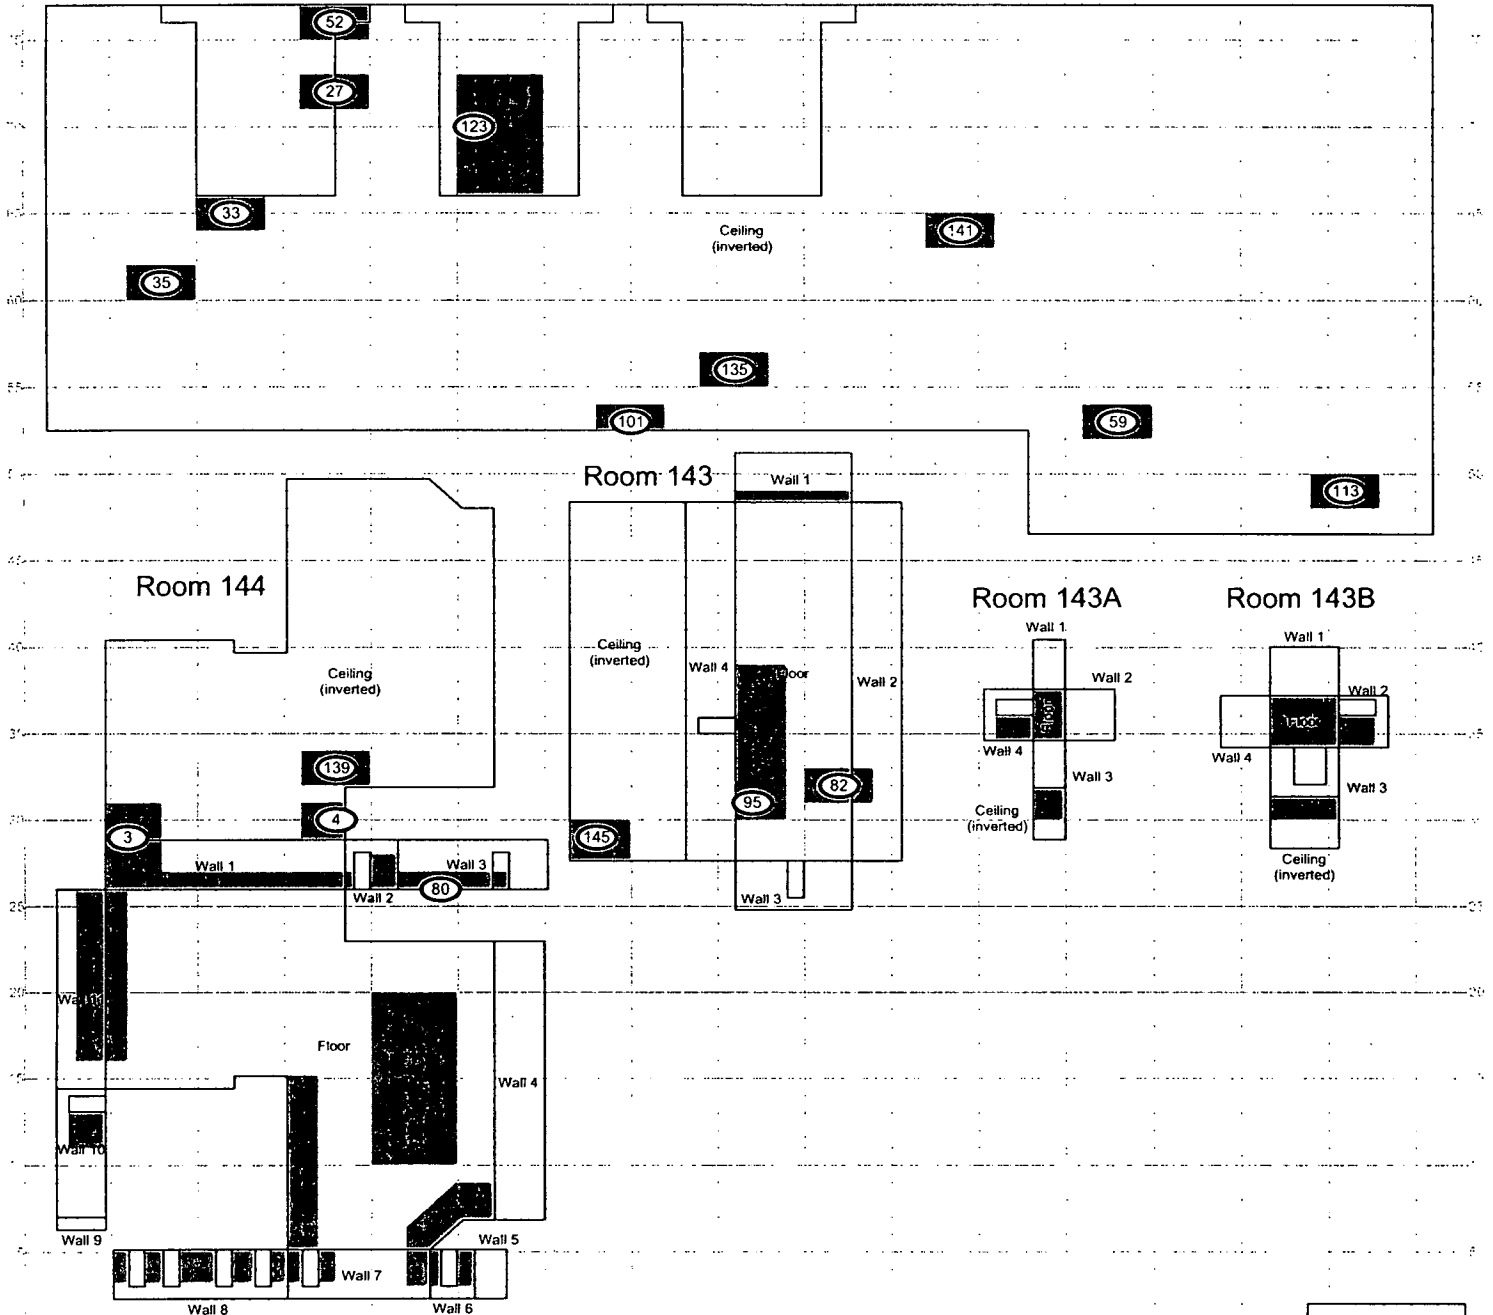 52
27
123
33
141
Ceiling
(inverted)
35
135
101
59
113
Room 143
Wall 1
Room 144
Room 143A
Room 143B
Wall 1
Wall 1
Ceiling
(inverted)
Ceiling
(inverted)
Wall 4
Floor
Wall 2
Wall 2
Wall 2
Floor
Floor
Wall 4
Wall 4
Wall 3
Wall 3
139
82
95
4
3
145
Ceiling
(inverted)
Ceiling
(inverted)
Wall 1
Wall 3
80
Wall 2
Wall 3
20
Wall 11
Floor
Wall 4
Wall 10
Wall 9
Wall 5
Wall 7
Wall 8
Wall 6